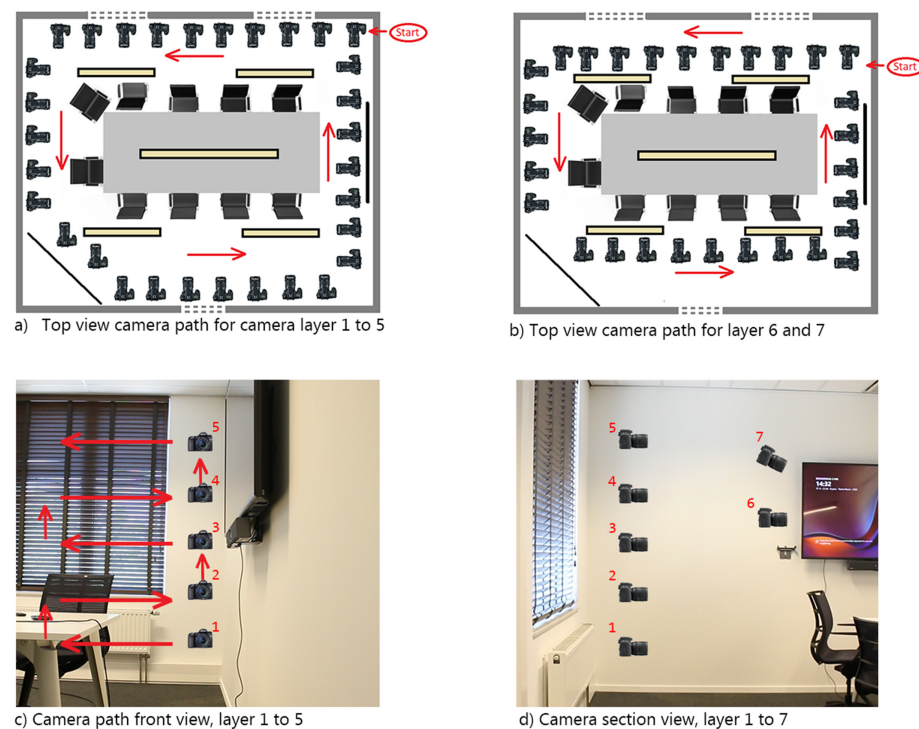 Start
Start
a) Top view camera path for camera layer 1 to 5
b) Top view camera path for layer 6 and 7
5
4
3
2
1
c) Camera path front view, layer 1 to 5
5
4
3
2
1
7
6
14:32
d) Camera section view, layer 1 to 7